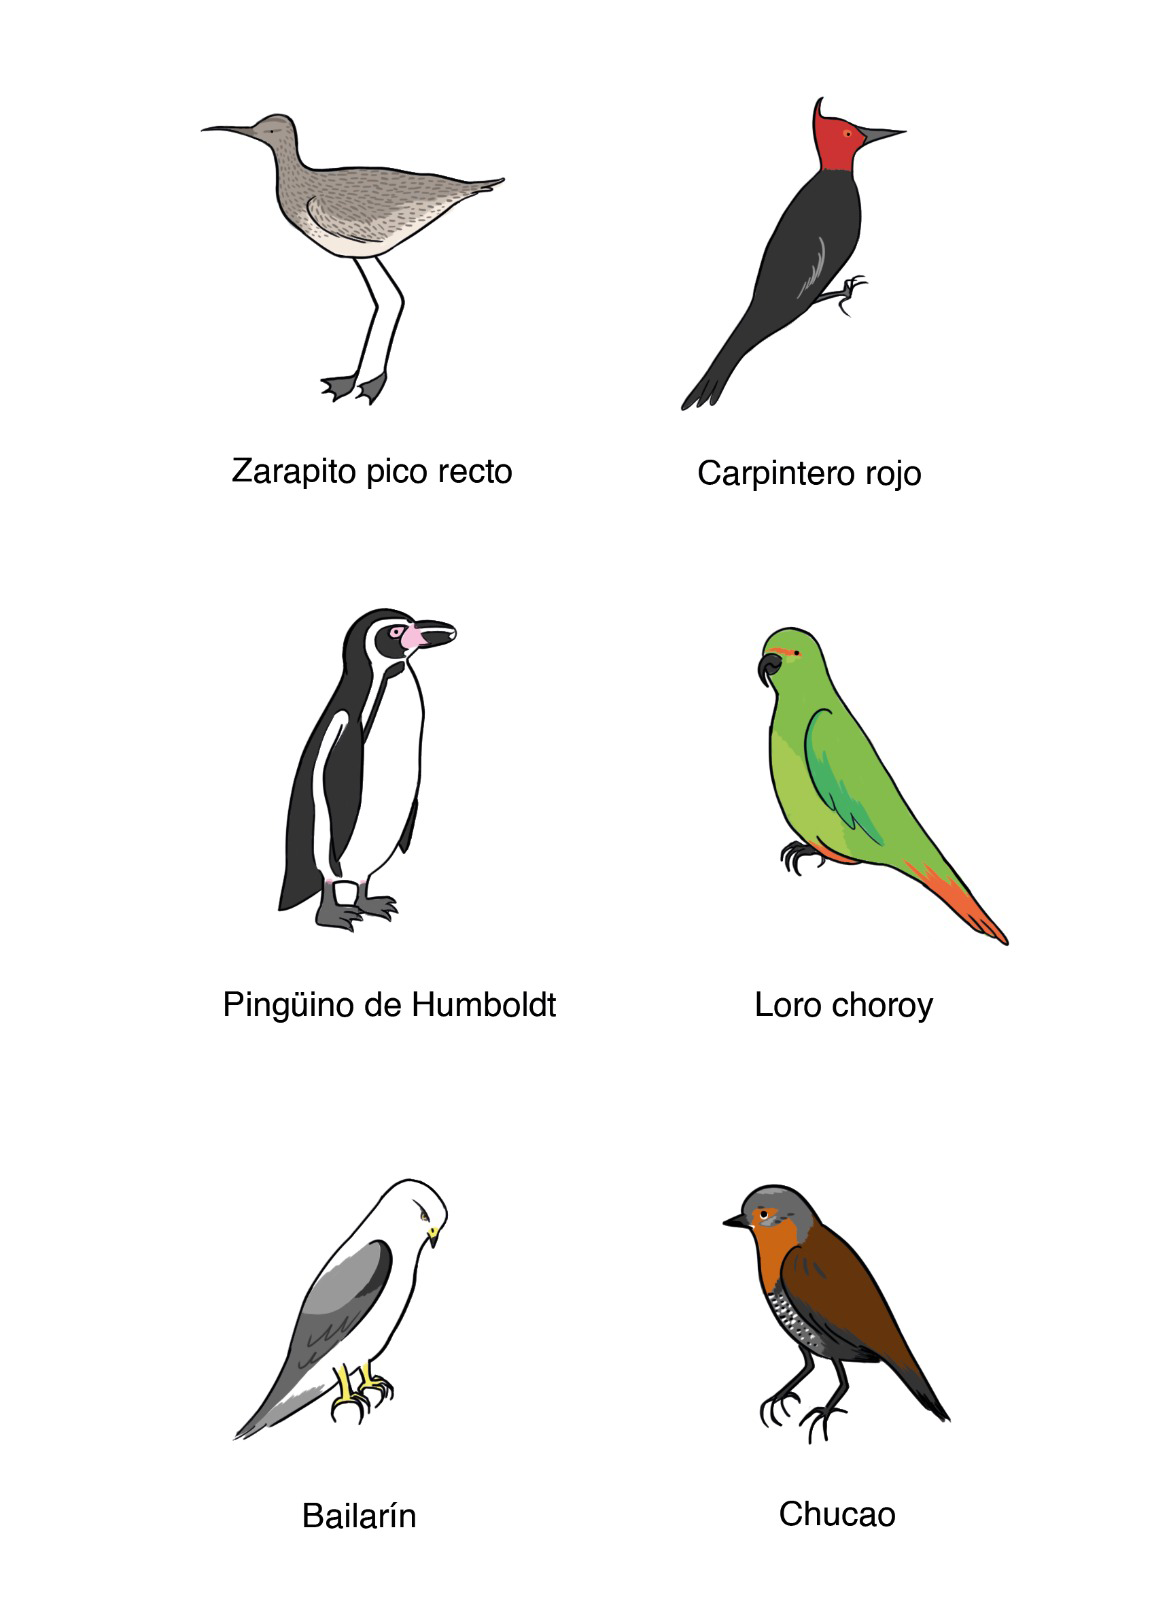 Zarapito pico recto
Carpintero rojo
Pingüino de Humboldt
Loro choroy
Bailarín
Chucao